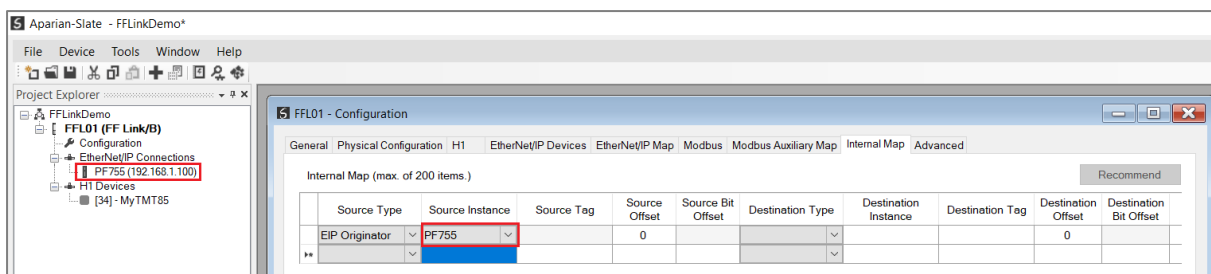 Aparian-Slate - FFLinkDemo*
File Device Tools Window Help
Project Explorer
FFLinkDemo
FFL01 (FF Link/B)
Configuration
EtherNet/IP Connections
PF755 (192.168.1.100)
H1 Devices
[34] - MyTMT85
FFL01 - Configuration
General Physical Configuration H1 EtherNet/IP Devices EtherNet/IP Map Modbus Modbus Auxiliary Map Internal Map Advanced
Internal Map (max. of 200 items.) Recommend
Source Type Source Instance Source Tag Source Offset Source Bit Offset Destination Type Destination Instance Destination Tag Destination Offset Destination Bit Offset
EIP Originator PF755 0 0